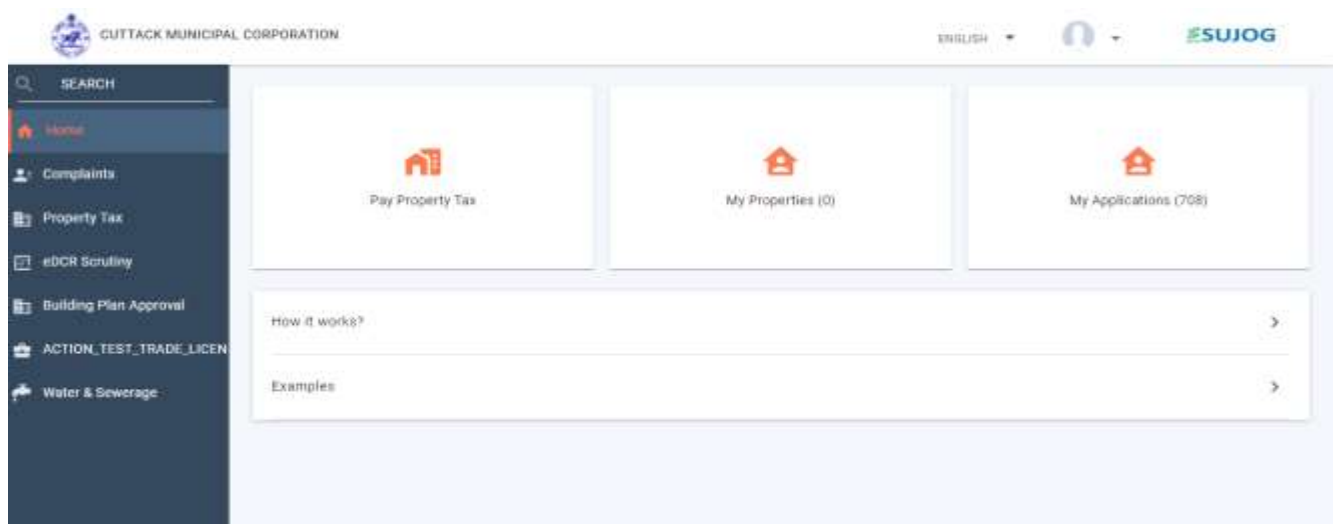 CUTTACK MUNICIPAL CORPORATION
ENGLISH
SUJOG
SEARCH
Home
Complaints
Property Tax
eDCR Scrutiny
Building Plan Approval
ACTION_TEST_TRADE_LICEN
Water & Sewerage
Pay Property Tax
My Properties (0)
My Applications (708)
How it works?
Examples